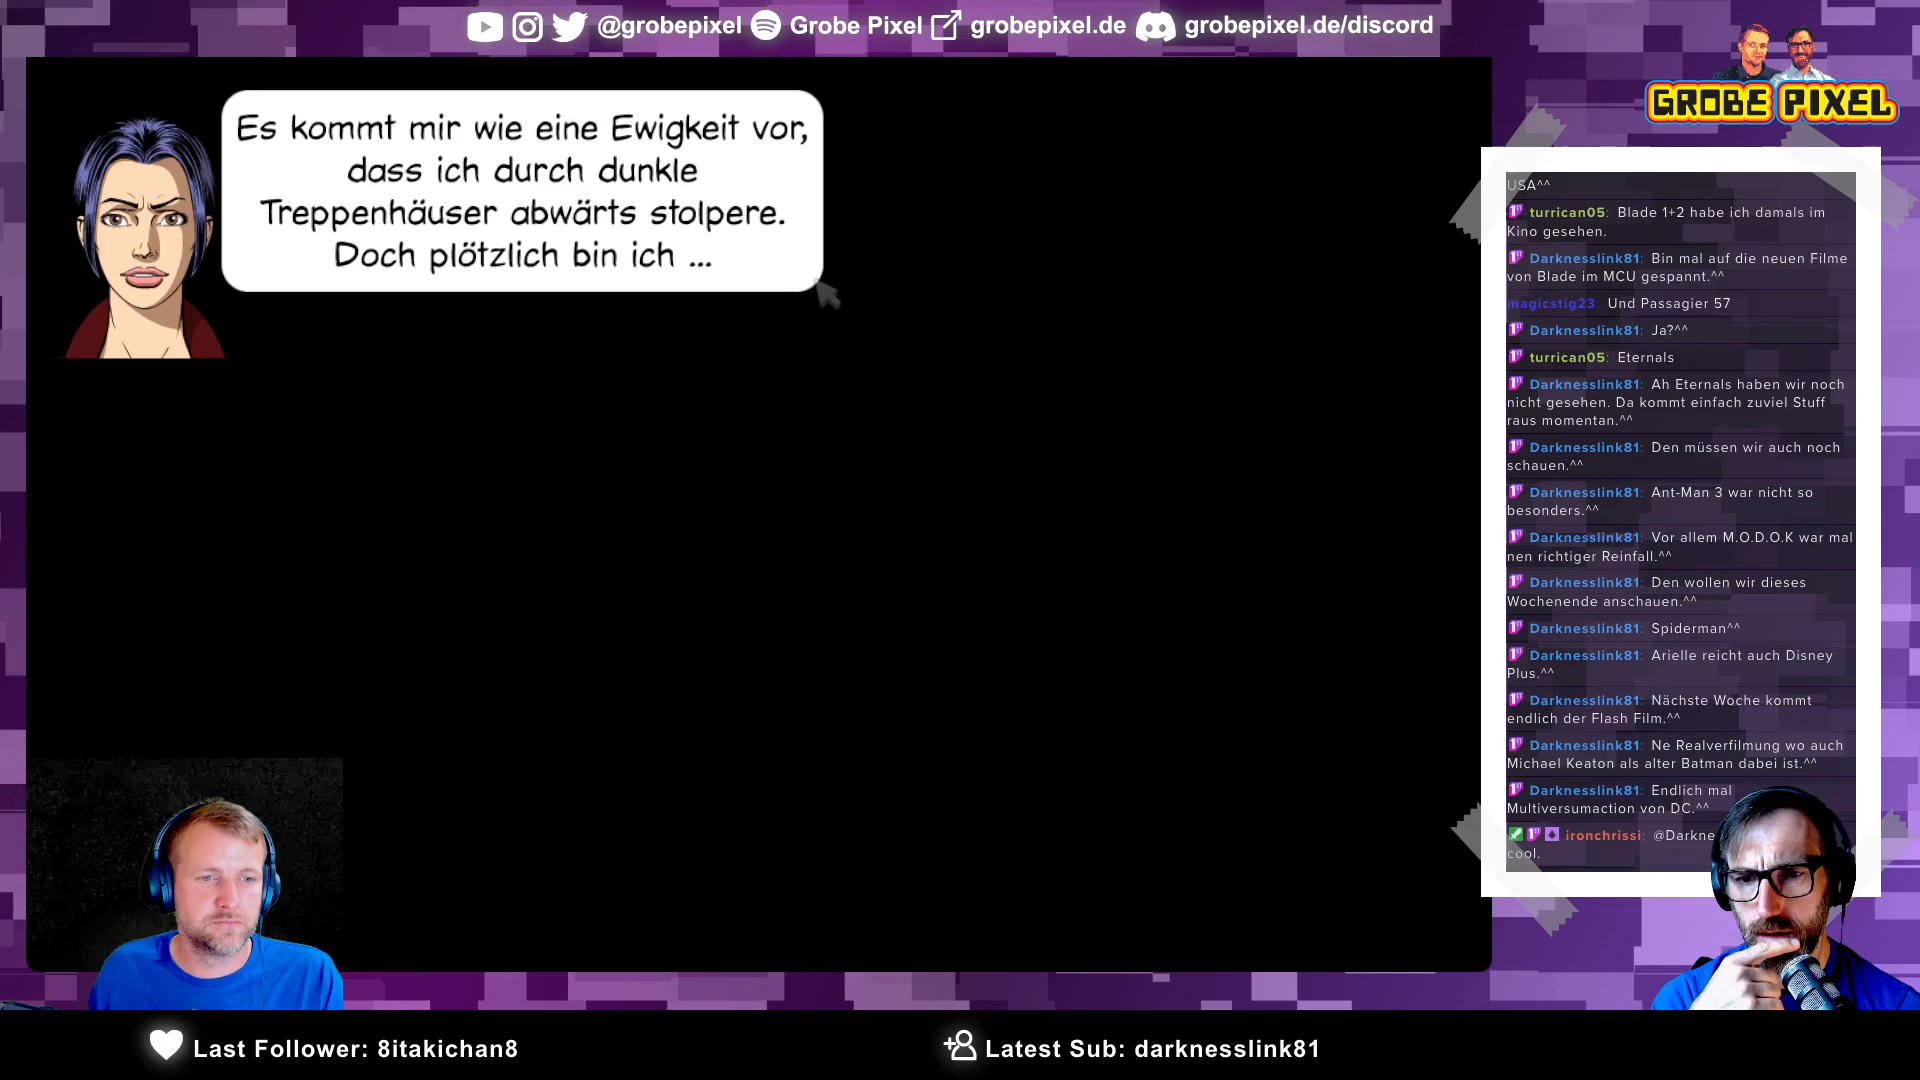 @grobepixel Grobe Pixel grobepixel.de grobepixel.de/discord
GROBE PIXEL
Es kommt mir wie eine Ewigkeit vor,
dass ich durch dunkle
Treppenhäuser abwärts stolpere.
Doch plötzlich bin ich ...
USA^^
turrican05: Blade 1+2 habe ich damals im
Kino gesehen.
Darknesslink81: Bin mal auf die neuen Filme
von Blade im MCU gespannt.^^
magicstig23: Und Passagier 57
Darknesslink81: Ja?^^
turrican05: Eternals
Darknesslink81: Ah Eternals haben wir noch
nicht gesehen. Da kommt einfach zuviel Stuff
raus momentan.^^
Darknesslink81: Den müssen wir auch noch
schauen.^^
Darknesslink81: Ant-Man 3 war nicht so
besonders.^^
Darknesslink81: Vor allem M.O.D.O.K war mal
nen richtiger Reinfall.^^
Darknesslink81: Den wollen wir dieses
Wochenende anschauen.^^
Darknesslink81: Spiderman^^
Darknesslink81: Arielle reicht auch Disney
Plus.^^
Darknesslink81: Nächste Woche kommt
endlich der Flash Film.^^
Darknesslink81: Ne Realverfilmung wo auch
Michael Keaton als alter Batman dabei ist.^^
Darknesslink81: Endlich mal
Multiversumaction von DC.^^
ironchrissi: @Darkne
cool.
Last Follower: 8itakichan8
Latest Sub: darknesslink81